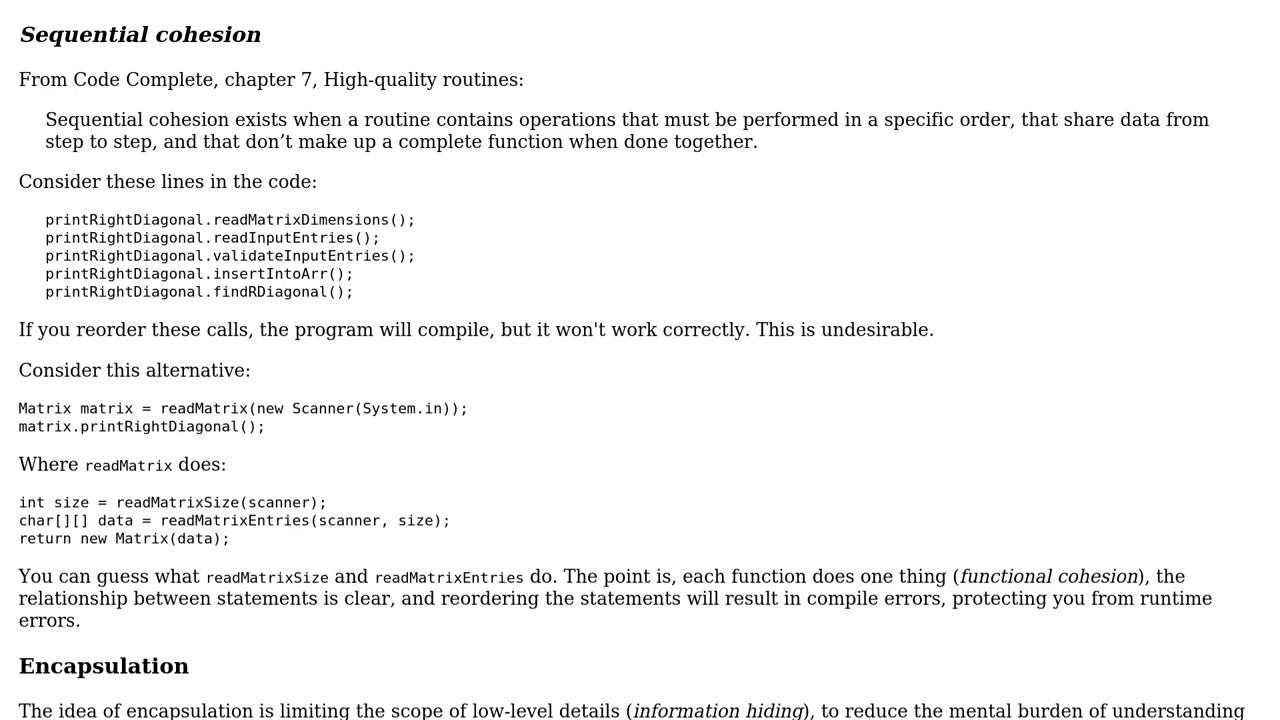 Sequential cohesion
From Code Complete, chapter 7, High-quality routines:
Sequential cohesion exists when a routine contains operations that must be performed in a specific order, that share data from
step to step, and that don’t make up a complete function when done together.
Consider these lines in the code:
printRightDiagonal.readMatrixDimensions();
printRightDiagonal.readInputEntries();
printRightDiagonal.validateInputEntries();
printRightDiagonal.insertIntoArr();
printRightDiagonal.findRDiagonal();
If you reorder these calls, the program will compile, but it won't work correctly. This is undesirable.
Consider this alternative:
Matrix matrix = readMatrix(new Scanner(System.in));
matrix.printRightDiagonal();
Where readMatrix does:
int size = readMatrixSize(scanner);
char[][] data = readMatrixEntries(scanner, size);
return new Matrix(data);
You can guess what readMatrixSize and readMatrixEntries do. The point is, each function does one thing (functional cohesion), the
relationship between statements is clear, and reordering the statements will result in compile errors, protecting you from runtime
errors.
Encapsulation
The idea of encapsulation is limiting the scope of low-level details (information hiding), to reduce the mental burden of understanding